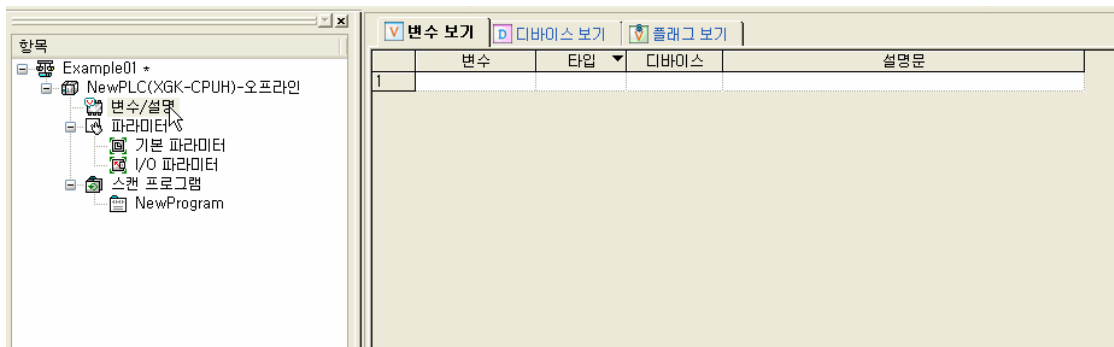 항목
Example01 *
NewPLC(XGK-CPUH)-오프라인
변수/설명
파라미터
기본 파라미터
I/O 파라미터
스캔 프로그램
NewProgram
V 변수 보기 D 디바이스 보기 V 플래그 보기
변수 타입 디바이스 설명문
1